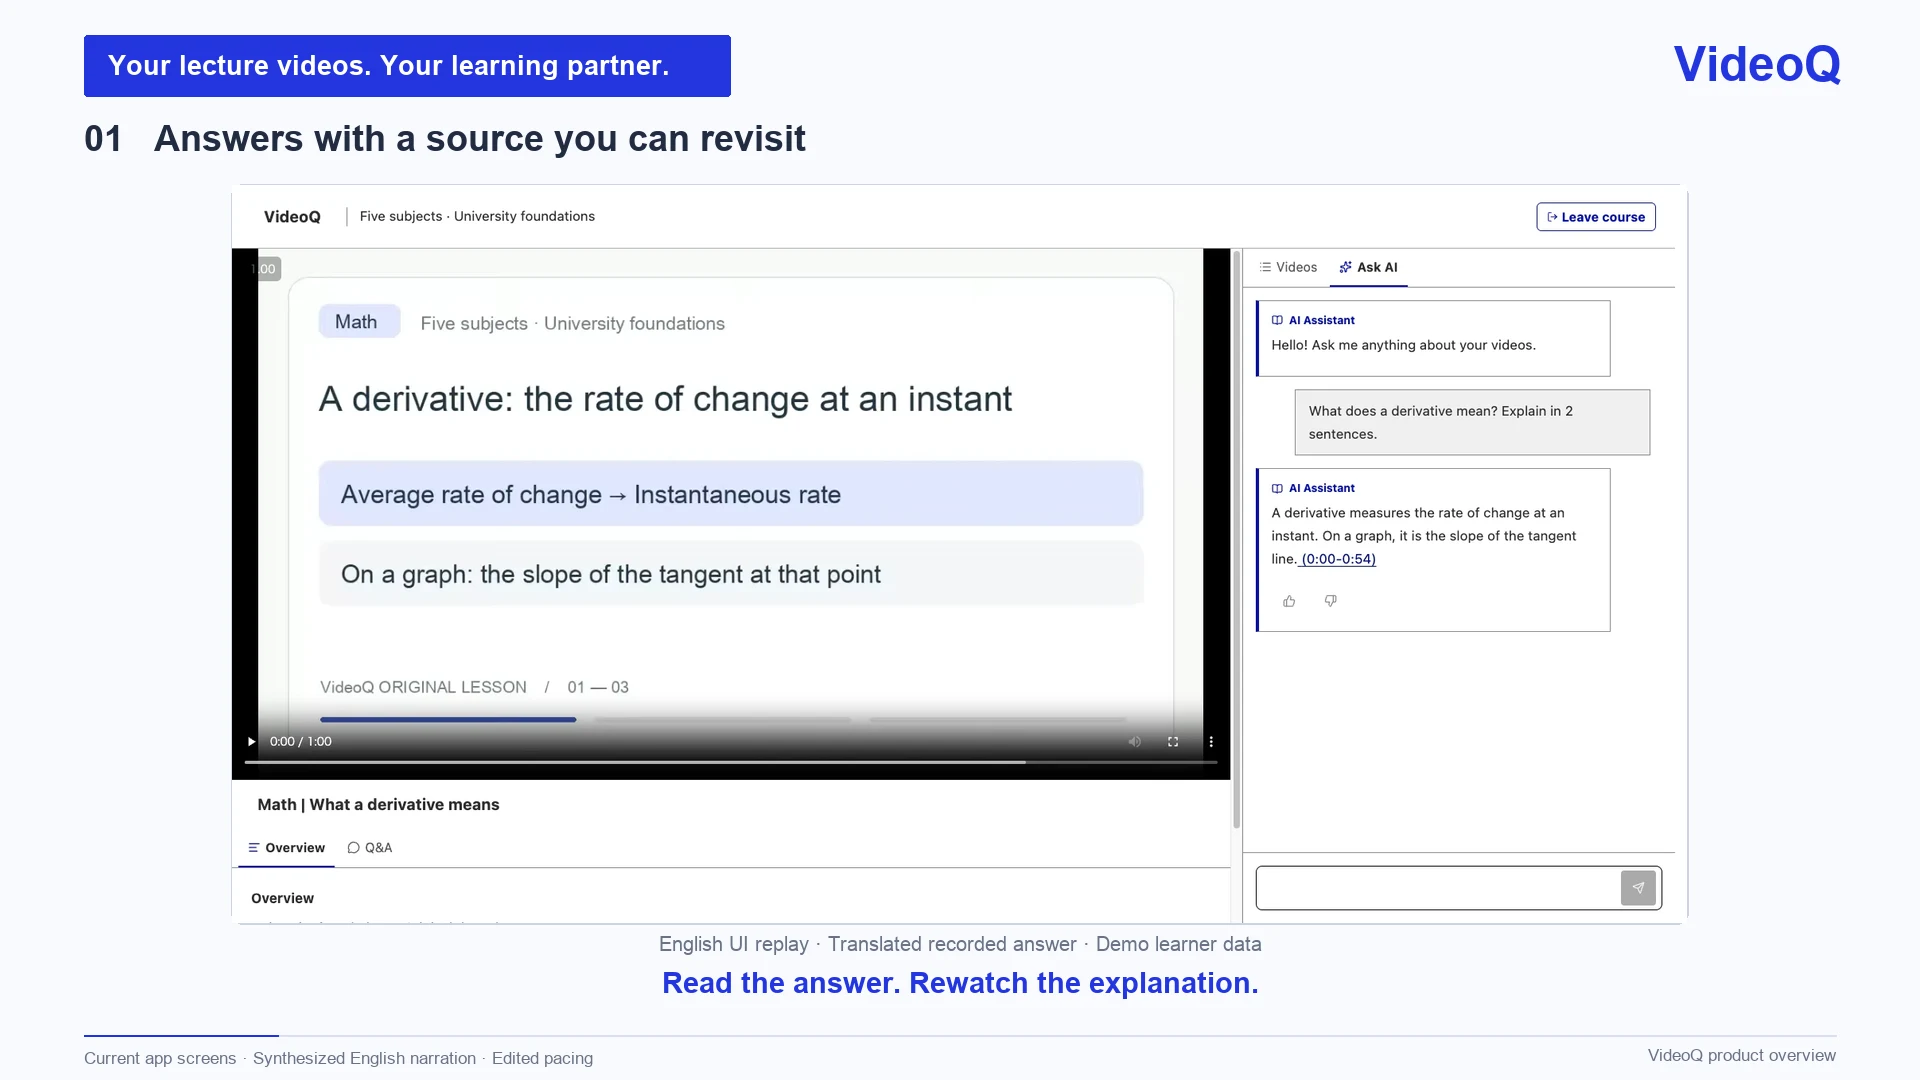 Your lecture videos. Your learning partner.
VideoQ
01 Answers with a source you can revisit
VideoQ
Five subjects · University foundations
Leave course
1.00
Math
Five subjects · University foundations
A derivative: the rate of change at an instant
Average rate of change → Instantaneous rate
On a graph: the slope of the tangent at that point
VideoQ ORIGINAL LESSON / 01 — 03
0:00 / 1:00
Math | What a derivative means
Overview
Q&A
Overview
Videos
Ask AI
AI Assistant
Hello! Ask me anything about your videos.
What does a derivative mean? Explain in 2
sentences.
AI Assistant
A derivative measures the rate of change at an
instant. On a graph, it is the slope of the tangent
line. (0:00-0:54)
English UI replay · Translated recorded answer · Demo learner data
Read the answer. Rewatch the explanation.
Current app screens · Synthesized English narration · Edited pacing
VideoQ product overview